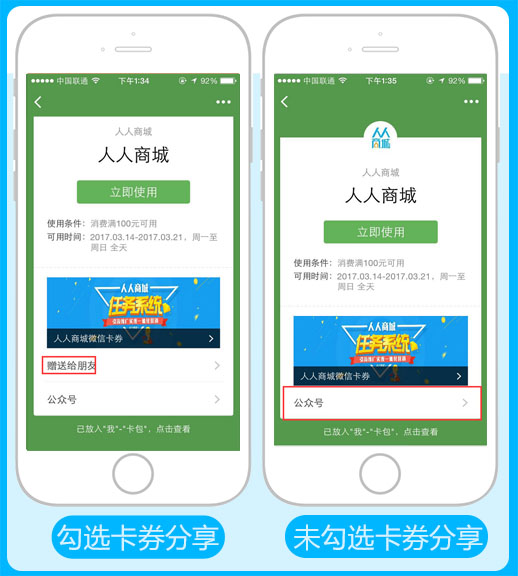 中国联通 下午1:34 92%
人人商城
人人商城
立即使用
使用条件：消费满100元可用
可用时间：2017.03.14-2017.03.21，周一至
周日 全天
人人商城
任务系统
人人商城微信卡券
赠送给朋友
公众号
已放入"我"-"卡包"，点击查看
勾选卡券分享
中国联通 下午1:35 92%
人人商城
人人商城
人人商城
立即使用
使用条件：消费满100元可用
可用时间：2017.03.14-2017.03.21，周一至
周日 全天
人人商城
任务系统
人人商城微信卡券
公众号
已放入"我"-"卡包"，点击查看
未勾选卡券分享